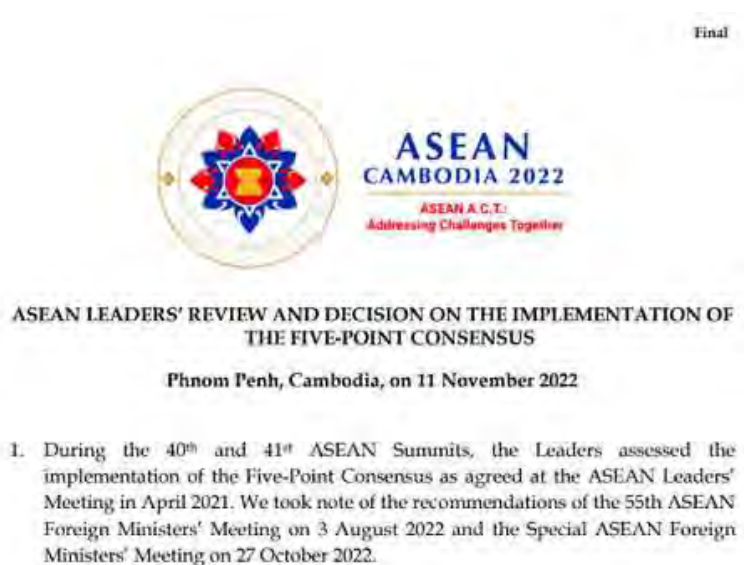 Final
ASEAN
CAMBODIA 2022
ASEAN A.C.T.:
Addressing Challenges Together
ASEAN LEADERS' REVIEW AND DECISION ON THE IMPLEMENTATION OF
THE FIVE-POINT CONSENSUS
Phnom Penh, Cambodia, on 11 November 2022
1. During the 40th and 41st ASEAN Summits, the Leaders assessed the
implementation of the Five-Point Consensus as agreed at the ASEAN Leaders'
Meeting in April 2021. We took note of the recommendations of the 55th ASEAN
Foreign Ministers' Meeting on 3 August 2022 and the Special ASEAN Foreign
Ministers' Meeting on 27 October 2022.